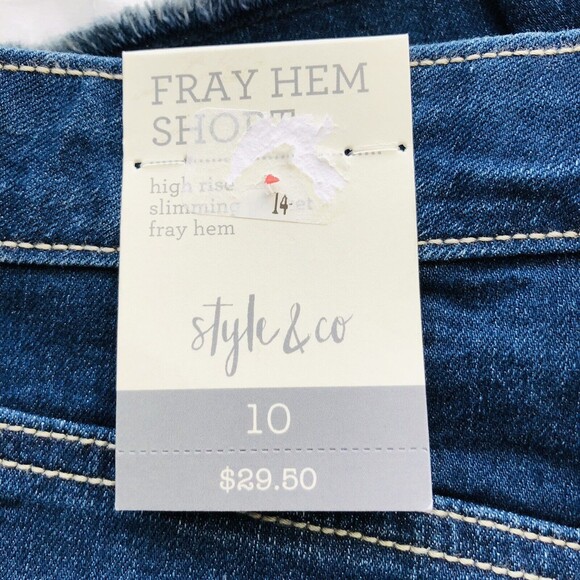 FRAY HEM
SHORT
high rise
14
slimming
fray hem
style & co
10
$29.50